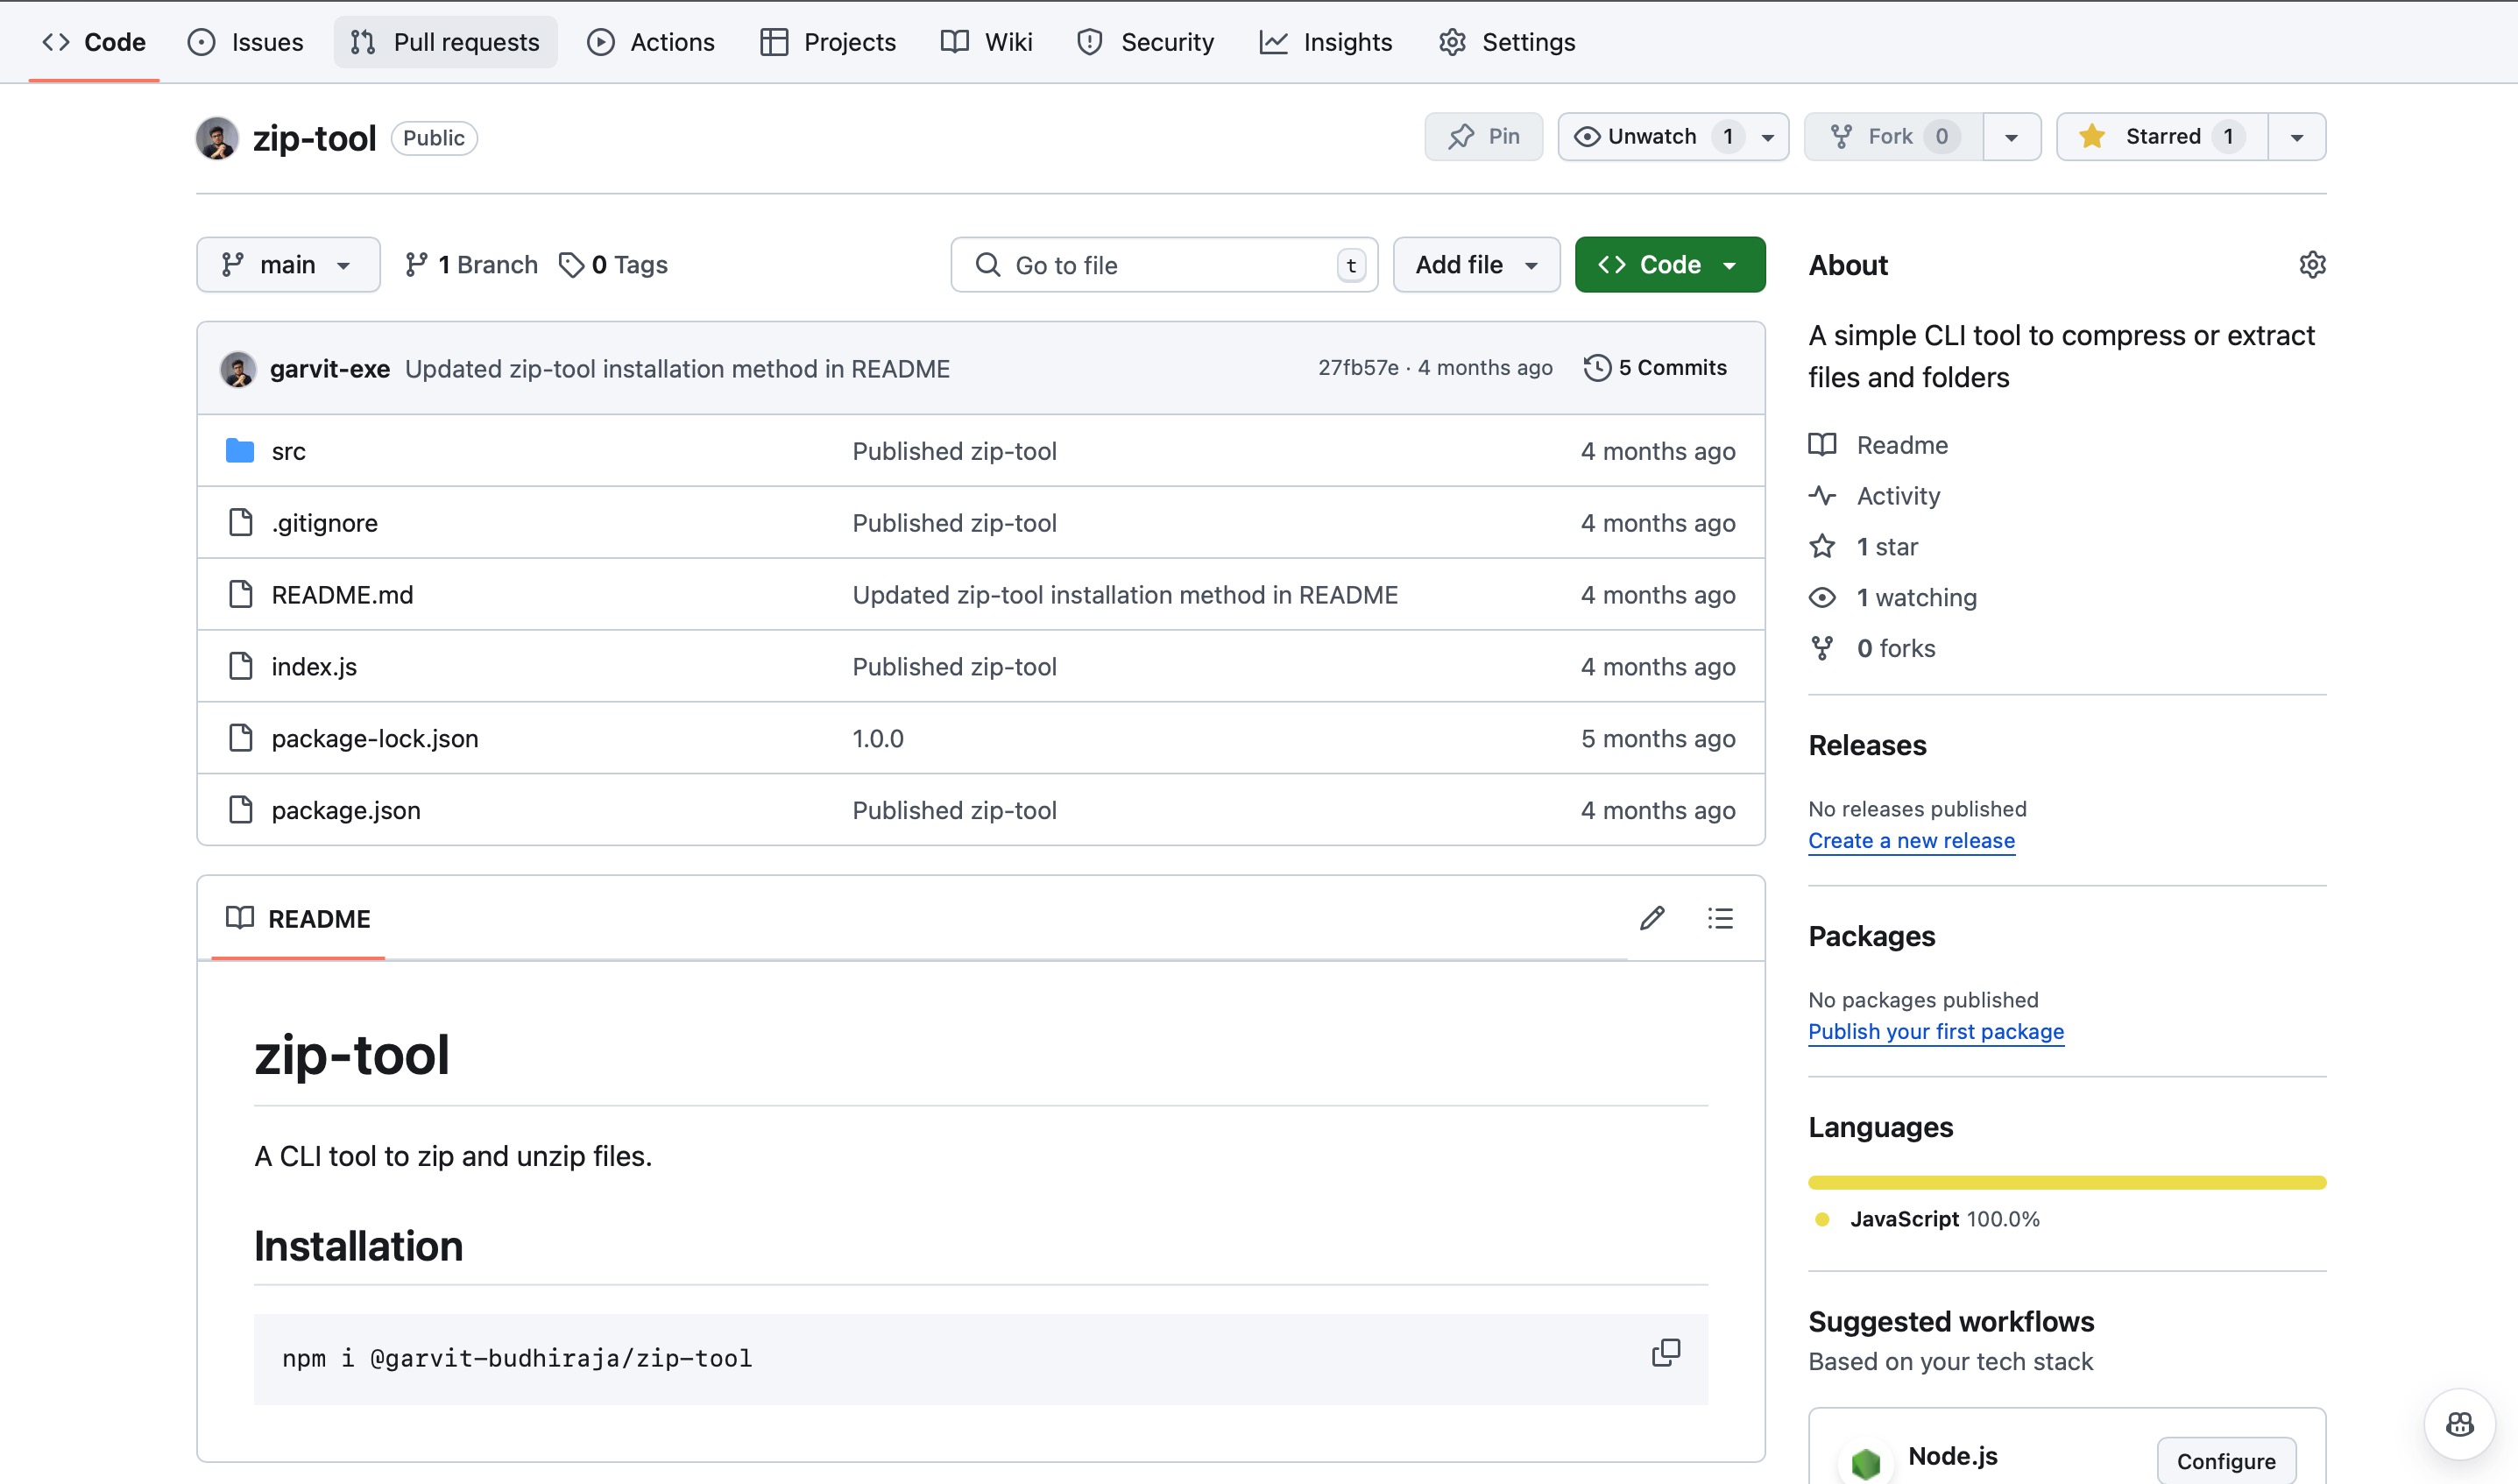 Code Issues Pull requests Actions Projects Wiki Security Insights Settings
zip-tool Public Pin Unwatch 1 Fork 0 Starred 1
main 1 Branch 0 Tags Go to file t Add file Code
garvit-exe Updated zip-tool installation method in README 27fb57e · 4 months ago 5 Commits
src Published zip-tool 4 months ago
.gitignore Published zip-tool 4 months ago
README.md Updated zip-tool installation method in README 4 months ago
index.js Published zip-tool 4 months ago
package-lock.json 1.0.0 5 months ago
package.json Published zip-tool 4 months ago
README
zip-tool
A CLI tool to zip and unzip files.
Installation
npm i @garvit-budhiraja/zip-tool
About
A simple CLI tool to compress or extract
files and folders
Readme
Activity
1 star
1 watching
0 forks
Releases
No releases published
Create a new release
Packages
No packages published
Publish your first package
Languages
JavaScript 100.0%
Suggested workflows
Based on your tech stack
Node.js Configure